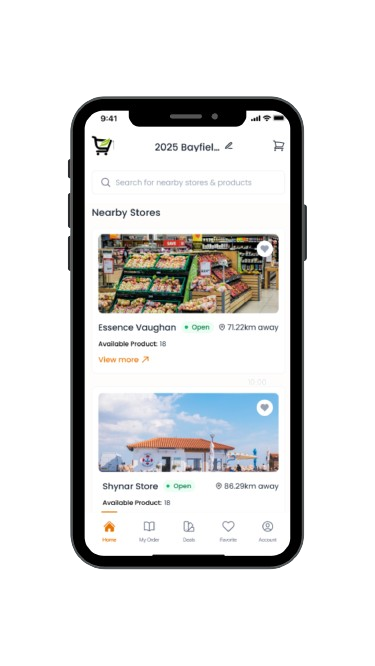 9:41
2025 Bayfiel...
Search for nearby stores & products
Nearby Stores
Essence Vaughan Open 71.22km away
Available Product: 18
View more
Shynar Store Open 86.29km away
Available Product: 18
Home My Order Deals Favorite Account